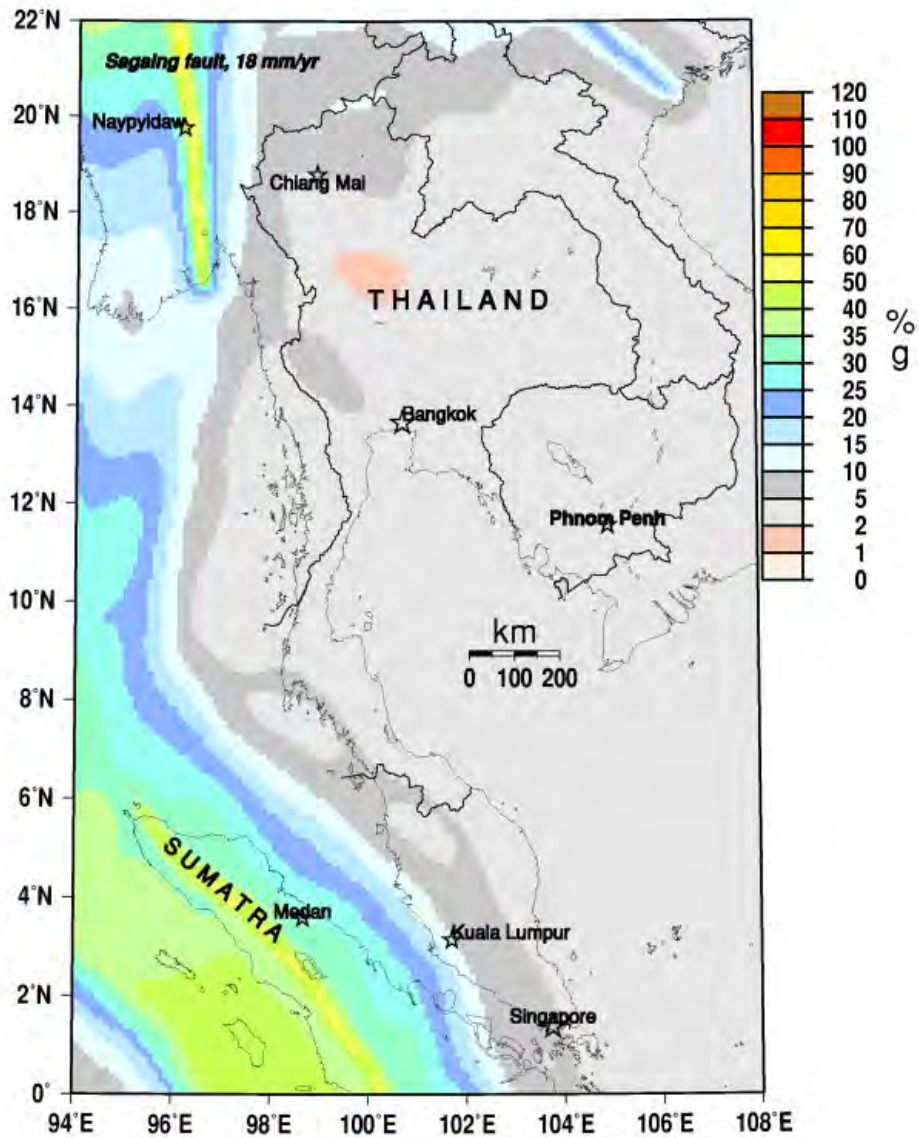 22°N
Sagaing fault, 18 mm/yr
20°N
Naypyidaw
Chiang Mai
18°N
16°N
THAILAND
14°N
Bangkok
12°N
Phnom Penh
10°N
km
0 100 200
8°N
6°N
SUMATRA
4°N
Medan
Kuala Lumpur
2°N
Singapore
0°
94°E 96°E 98°E 100°E 102°E 104°E 106°E 108°E
120
110
100
90
80
70
60
50
40
35
30
25
20
15
10
5
2
1
0
%
g